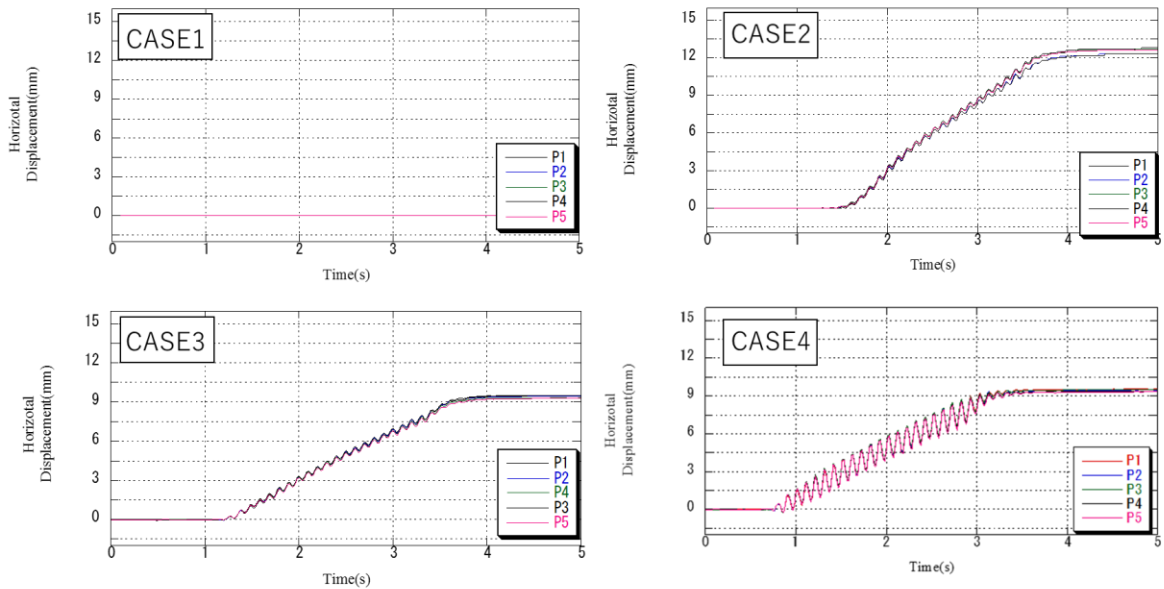 CASE1
15
12
9
6
3
0
Horizotal
Displacement(mm)
P1
P2
P3
P4
P5
0 1 2 3 4 5
Time(s)
CASE2
15
12
9
6
3
0
Horizotal
Displacement(mm)
P1
P2
P3
P4
P5
0 1 2 3 4 5
Time(s)
CASE3
15
12
9
6
3
0
Horizotal
Displacement(mm)
P1
P2
P4
P3
P5
0 1 2 3 4 5
Time(s)
CASE4
15
12
9
6
3
0
Horizotal
Displacement(mm)
P1
P2
P3
P4
P5
0 1 2 3 4 5
Time(s)